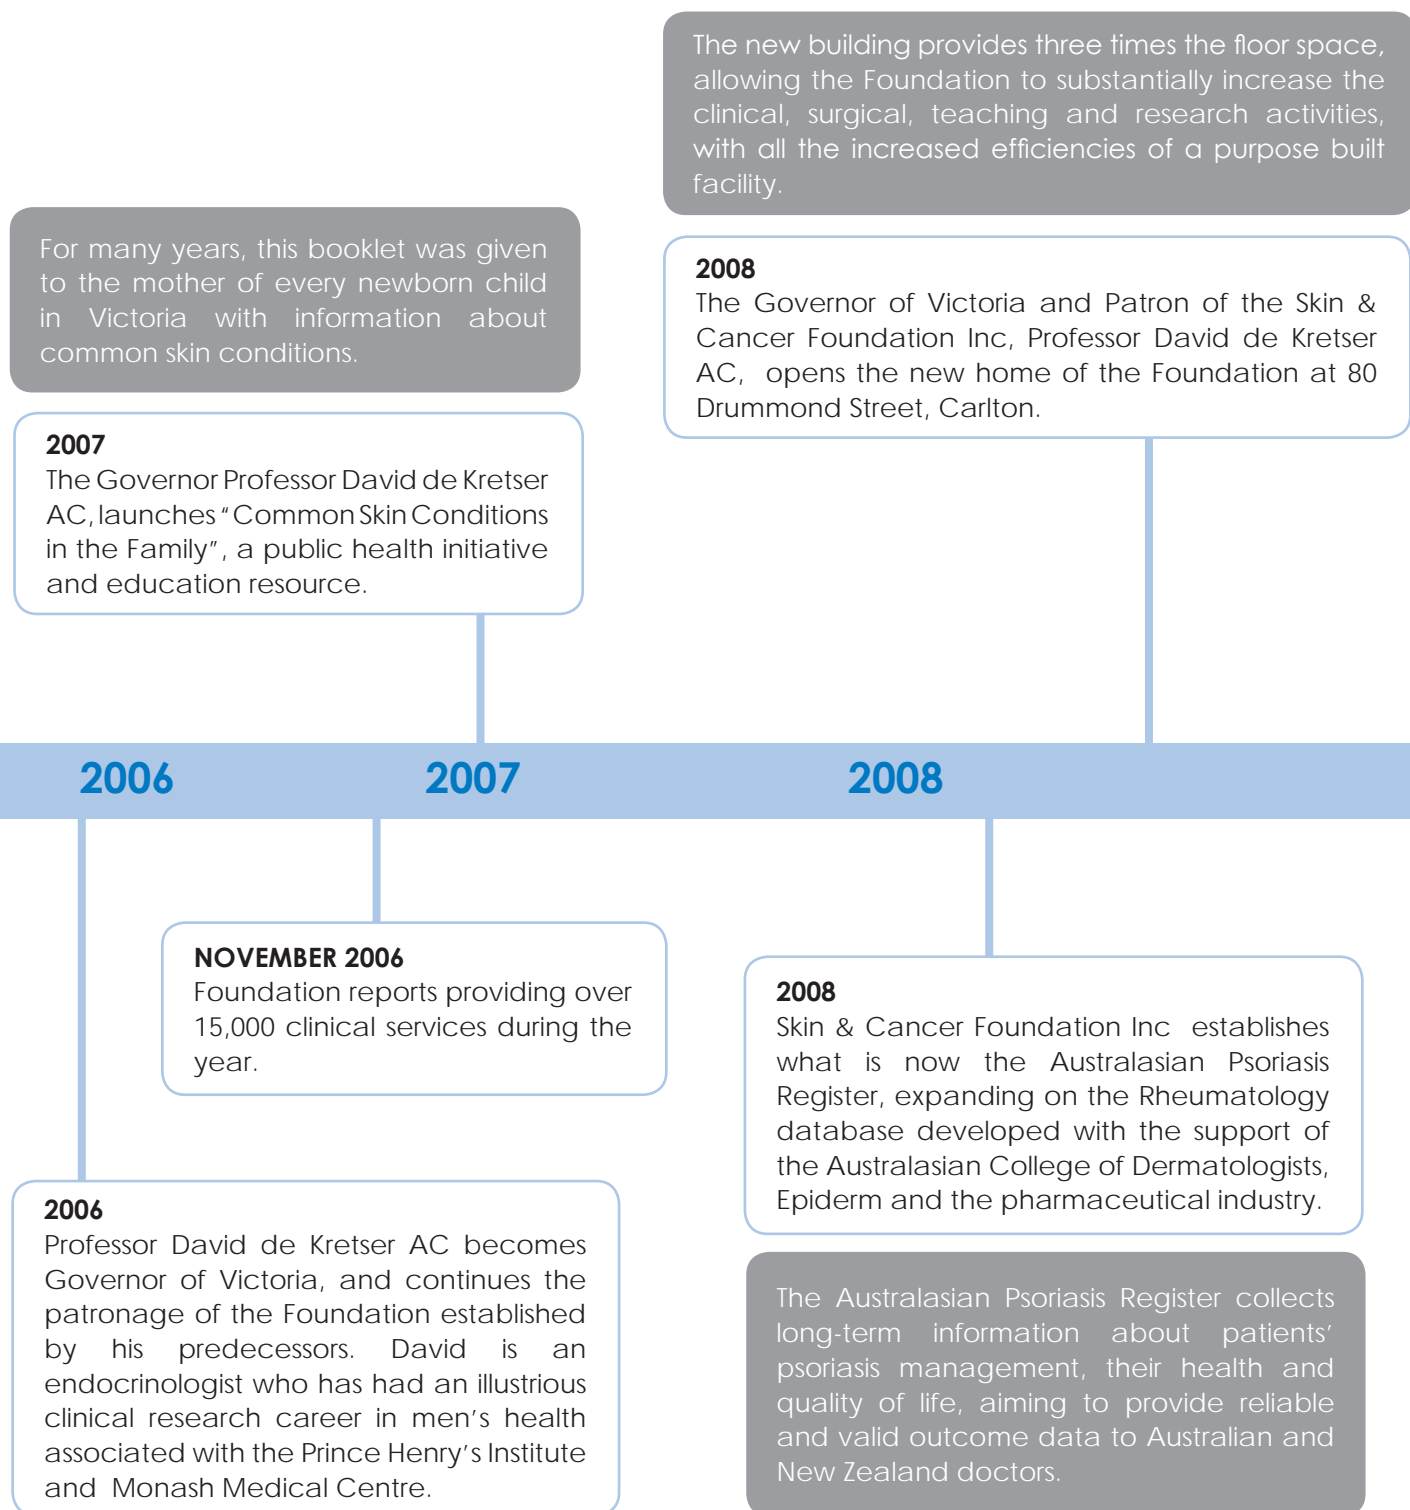 The new building provides three times the floor space,
allowing the Foundation to substantially increase the
clinical, surgical, teaching and research activities,
with all the increased efficiencies of a purpose built
facility.
For many years, this booklet was given
to the mother of every newborn child
in Victoria with information about
common skin conditions.
2008
The Governor of Victoria and Patron of the Skin &
Cancer Foundation Inc, Professor David de Kretser
AC, opens the new home of the Foundation at 80
Drummond Street, Carlton.
2007
The Governor Professor David de Kretser
AC, launches “Common Skin Conditions
in the Family”, a public health initiative
and education resource.
2006 2007 2008
NOVEMBER 2006
Foundation reports providing over
15,000 clinical services during the
year.
2008
Skin & Cancer Foundation Inc establishes
what is now the Australasian Psoriasis
Register, expanding on the Rheumatology
database developed with the support of
the Australasian College of Dermatologists,
Epiderm and the pharmaceutical industry.
2006
Professor David de Kretser AC becomes
Governor of Victoria, and continues the
patronage of the Foundation established
by his predecessors. David is an
endocrinologist who has had an illustrious
clinical research career in men’s health
associated with the Prince Henry’s Institute
and Monash Medical Centre.
The Australasian Psoriasis Register collects
long-term information about patients’
psoriasis management, their health and
quality of life, aiming to provide reliable
and valid outcome data to Australian and
New Zealand doctors.